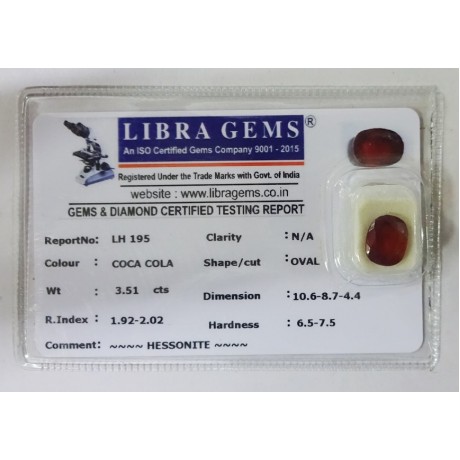 LIBRA GEMS®
An ISO Certified Gems Company 9001 - 2015
Registered Under the Trade Marks with Govt. of India
website : www.libragems.co.in
GEMS & DIAMOND CERTIFIED TESTING REPORT
ReportNo: LH 195 Clarity : N/A
Colour : COCA COLA Shape/cut : OVAL
Wt : 3.51 cts Dimension : 10.6-8.7-4.4
R.Index : 1.92-2.02 Hardness : 6.5-7.5
Comment: ~~~~ HESSONITE ~~~~